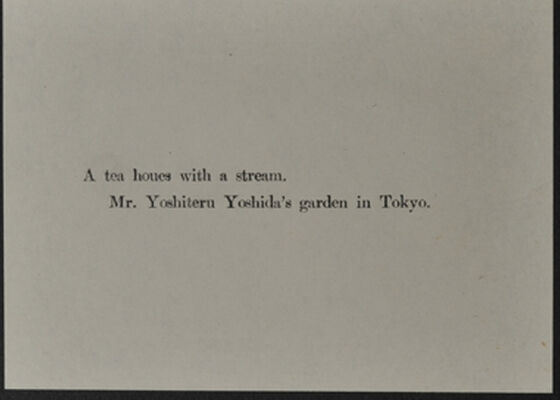 A tea houes with a stream.
Mr. Yoshiteru Yoshida's garden in Tokyo.